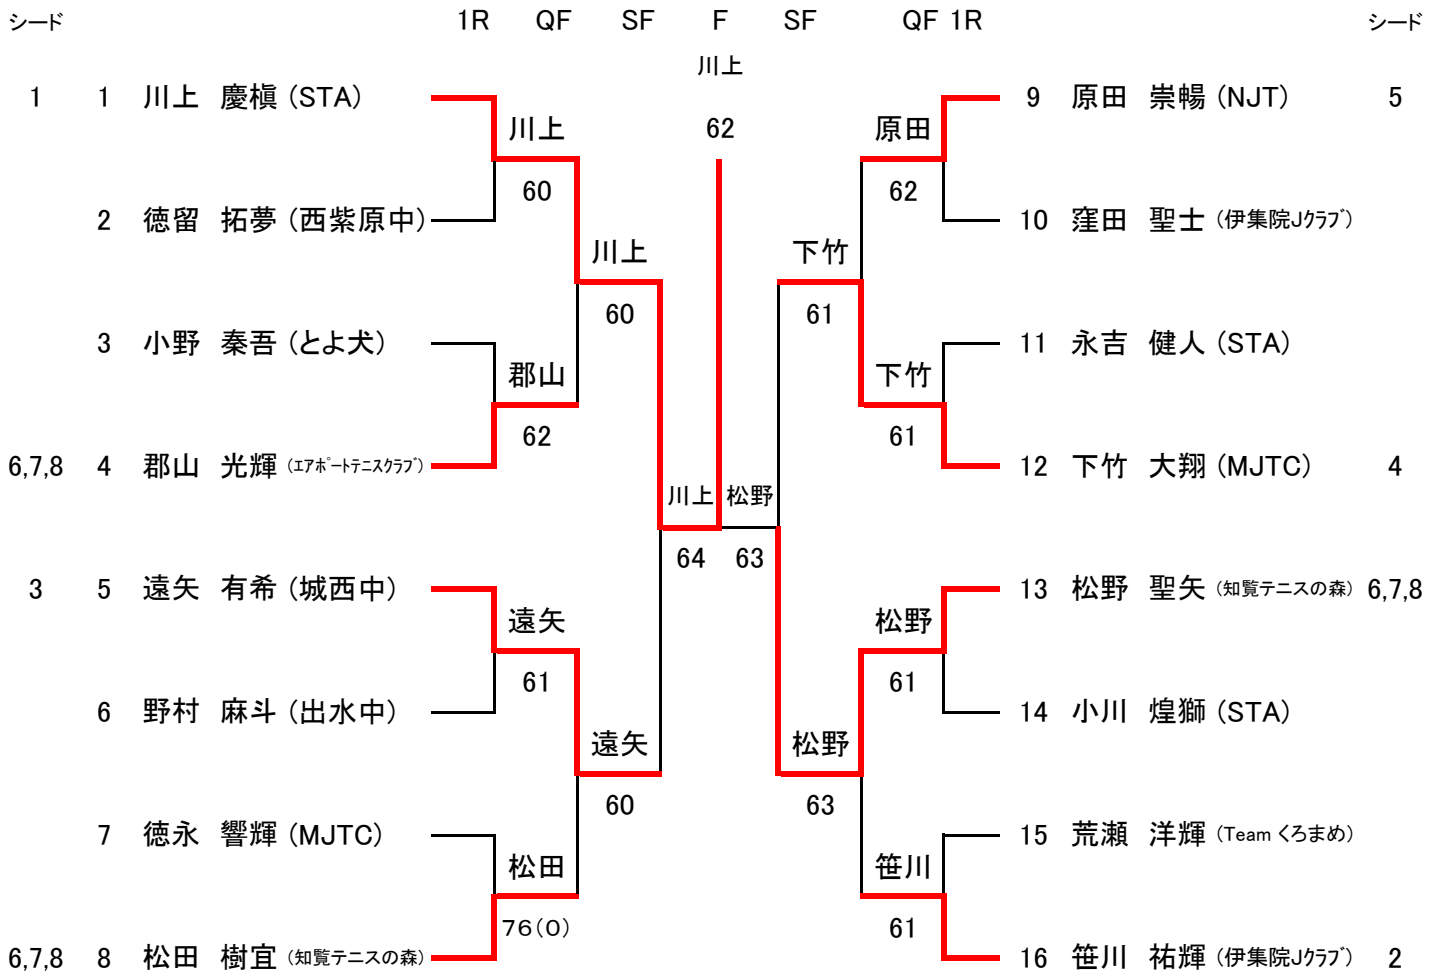 シード 1R QF SF F SF QF 1R シード
川上
1 1 川上 慶槇 (STA) 9 原田 崇暢 (NJT) 5
川上 62 原田
60 62
2 徳留 拓夢 (西紫原中) 10 窪田 聖士 (伊集院Jクラブ)
川上 下竹
60 61
3 小野 秦吾 (とよ犬) 11 永吉 健人 (STA)
郡山 下竹
62 61
6,7,8 4 郡山 光輝 (エアポートテニスクラブ) 12 下竹 大翔 (MJTC) 4
川上 松野
64 63
3 5 遠矢 有希 (城西中) 13 松野 聖矢 (知覧テニスの森) 6,7,8
遠矢 松野
61 61
6 野村 麻斗 (出水中) 14 小川 煌獅 (STA)
遠矢 松野
60 63
7 徳永 響輝 (MJTC) 15 荒瀬 洋輝 (Team くろまめ)
松田 笹川
76(0) 61
6,7,8 8 松田 樹宜 (知覧テニスの森) 16 笹川 祐輝 (伊集院Jクラブ) 2